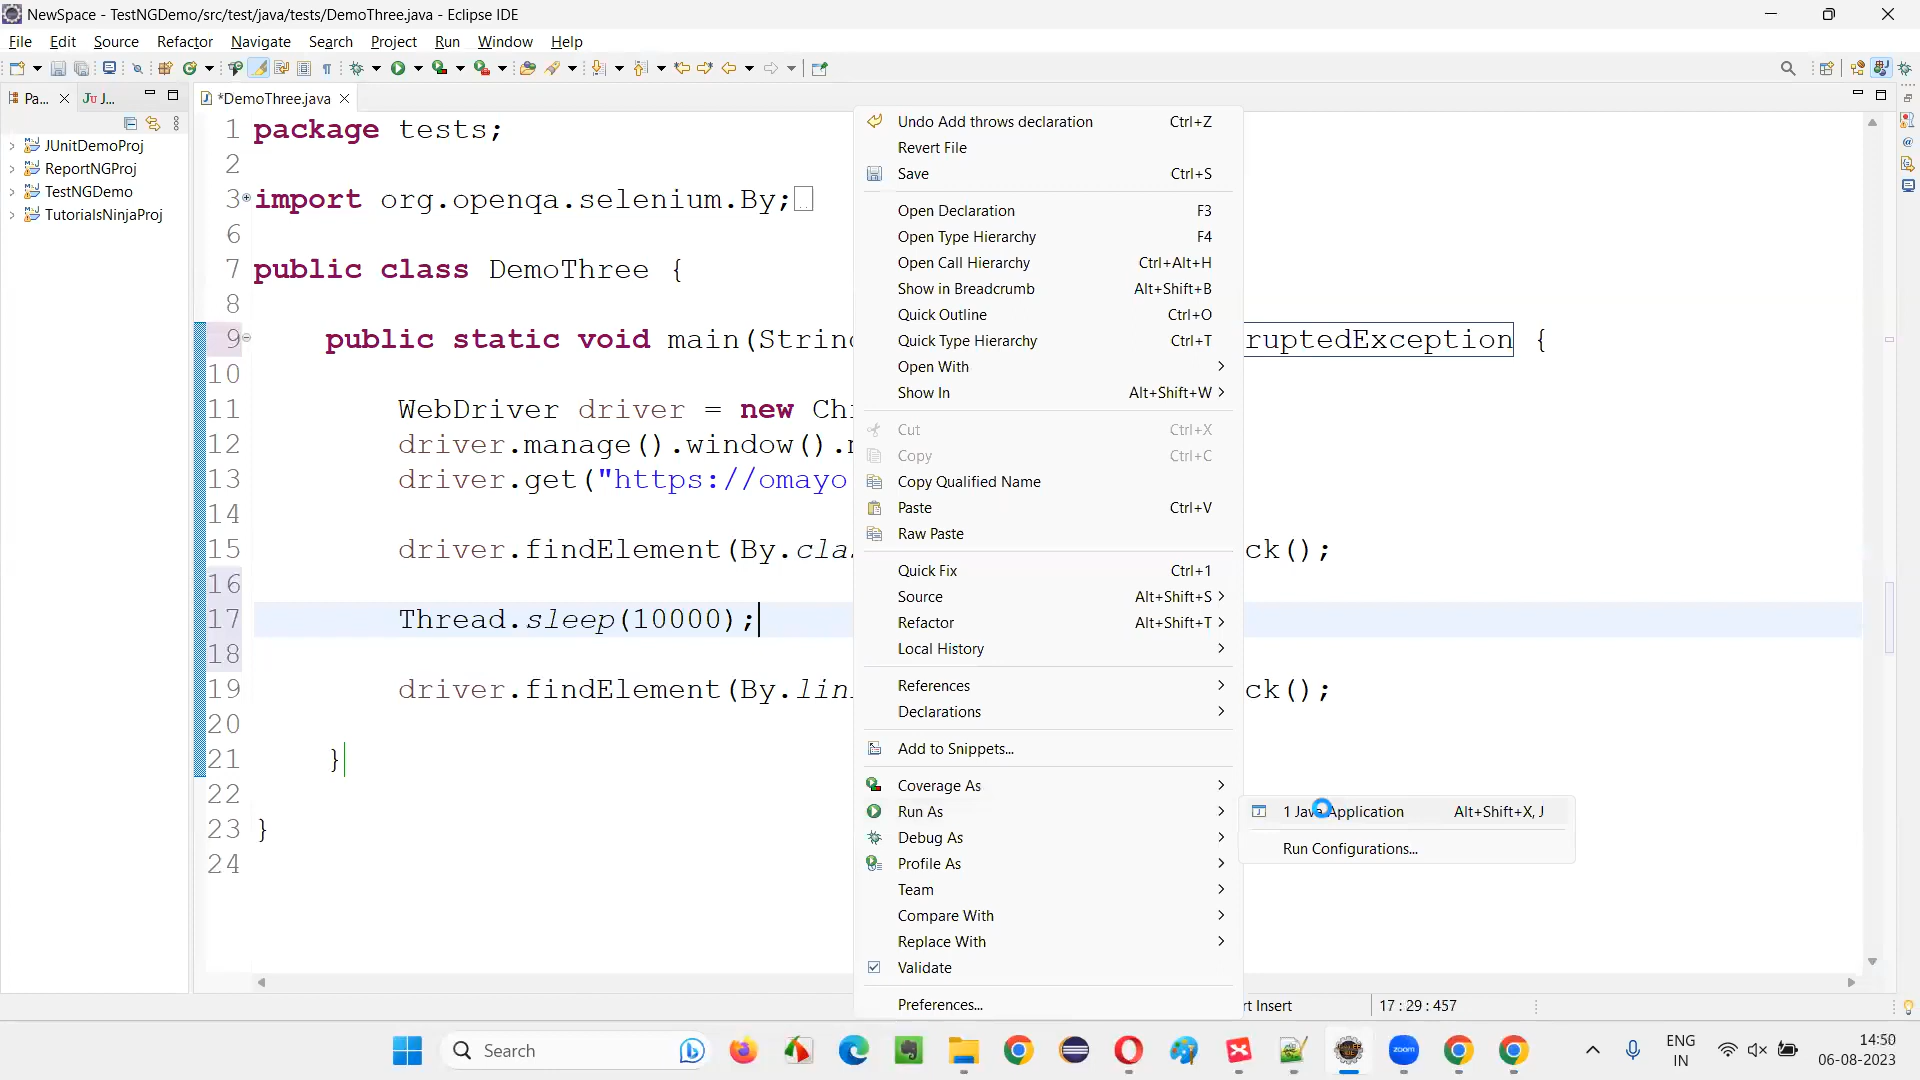 NewSpace - TestNGDemo/src/test/java/tests/DemoThree.java - Eclipse IDE
File Edit Source Refactor Navigate Search Project Run Window Help
Pa... J... *DemoThree.java
JUnitDemoProj
ReportNGProj
TestNGDemo
TutorialsNinjaProj
1 package tests;
2
3 import org.openqa.selenium.By;
6
7 public class DemoThree {
8
9 public static void main(String ruptedException {
10
11 WebDriver driver = new Chr
12 driver.manage().window().
13 driver.get("https://omayo
14
15 driver.findElement(By.cla ck();
16
17 Thread.sleep(10000);
18
19 driver.findElement(By.lin ck();
20
21 }
22
23 }
24
Undo Add throws declaration Ctrl+Z
Revert File
Save Ctrl+S
Open Declaration F3
Open Type Hierarchy F4
Open Call Hierarchy Ctrl+Alt+H
Show in Breadcrumb Alt+Shift+B
Quick Outline Ctrl+O
Quick Type Hierarchy Ctrl+T
Open With
Show In Alt+Shift+W
Cut Ctrl+X
Copy Ctrl+C
Copy Qualified Name
Paste Ctrl+V
Raw Paste
Quick Fix Ctrl+1
Source Alt+Shift+S
Refactor Alt+Shift+T
Local History
References
Declarations
Add to Snippets...
Coverage As
Run As
Debug As
Profile As
Team
Compare With
Replace With
Validate
Preferences...
1 Java Application Alt+Shift+X, J
Run Configurations...
rt Insert 17 : 29 : 457
Search
zoom
ENG
IN
14:50
06-08-2023